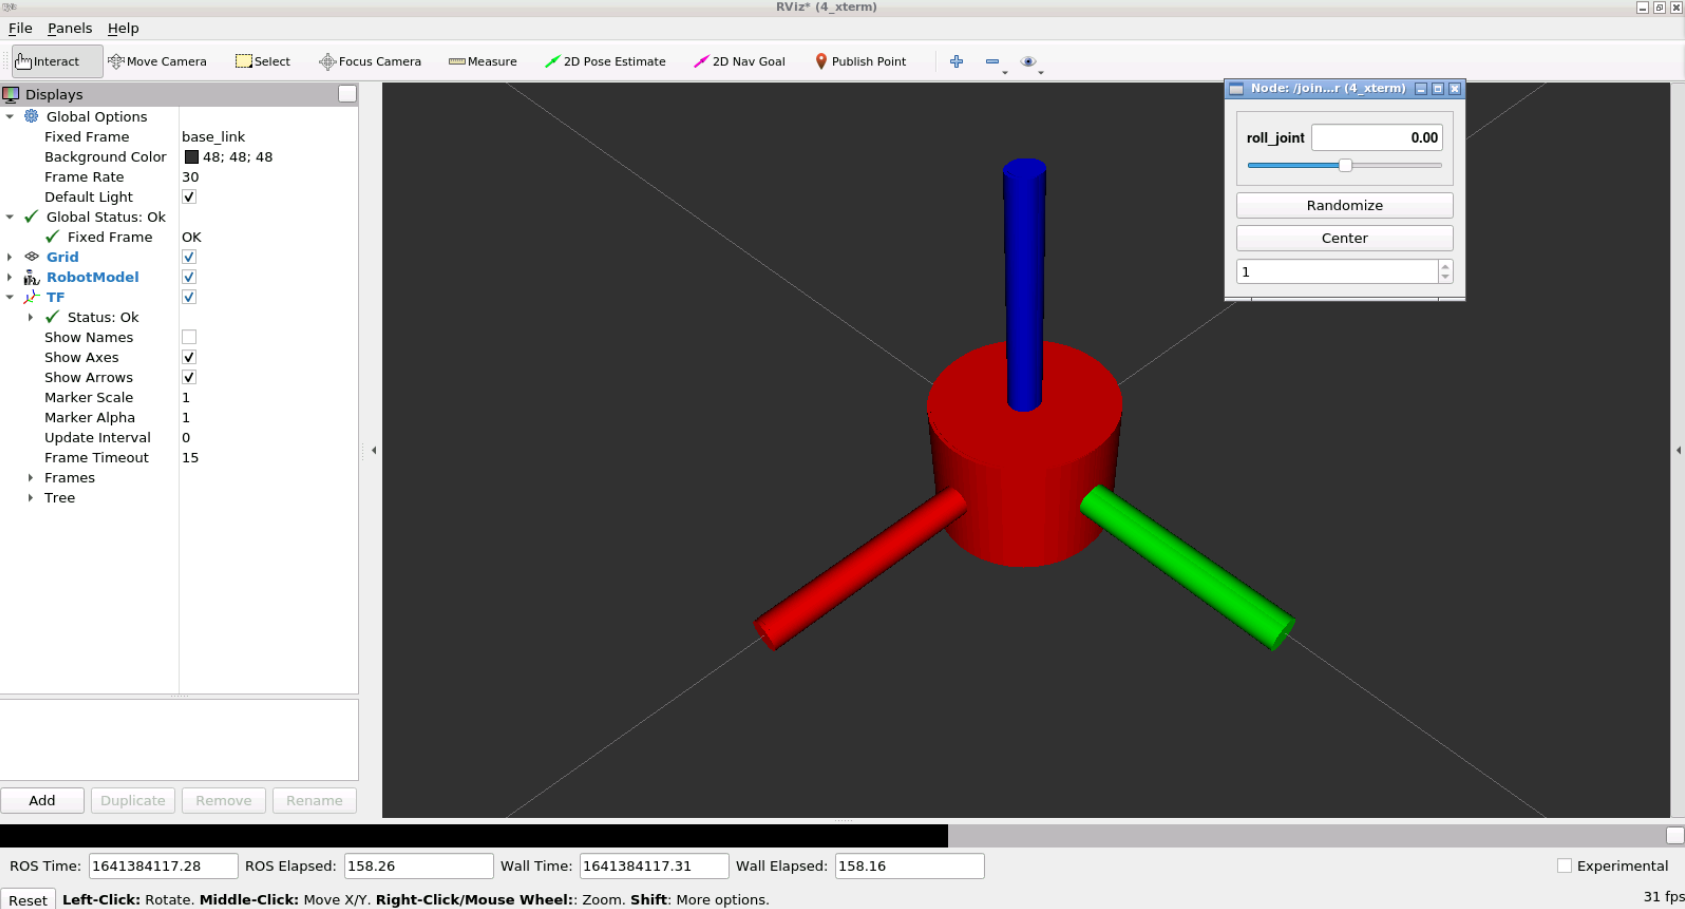 RViz* (4_xterm)
File Panels Help
Interact Move Camera Select Focus Camera Measure 2D Pose Estimate 2D Nav Goal Publish Point
Displays
Global Options
Fixed Frame base_link
Background Color 48; 48; 48
Frame Rate 30
Default Light
Global Status: Ok
Fixed Frame OK
Grid
RobotModel
TF
Status: Ok
Show Names
Show Axes
Show Arrows
Marker Scale 1
Marker Alpha 1
Update Interval 0
Frame Timeout 15
Frames
Tree
Add Duplicate Remove Rename
Node: /join...r (4_xterm)
roll_joint 0.00
Randomize
Center
1
ROS Time: 1641384117.28 ROS Elapsed: 158.26 Wall Time: 1641384117.31 Wall Elapsed: 158.16 Experimental
Reset Left-Click: Rotate. Middle-Click: Move X/Y. Right-Click/Mouse Wheel:: Zoom. Shift: More options. 31 fps